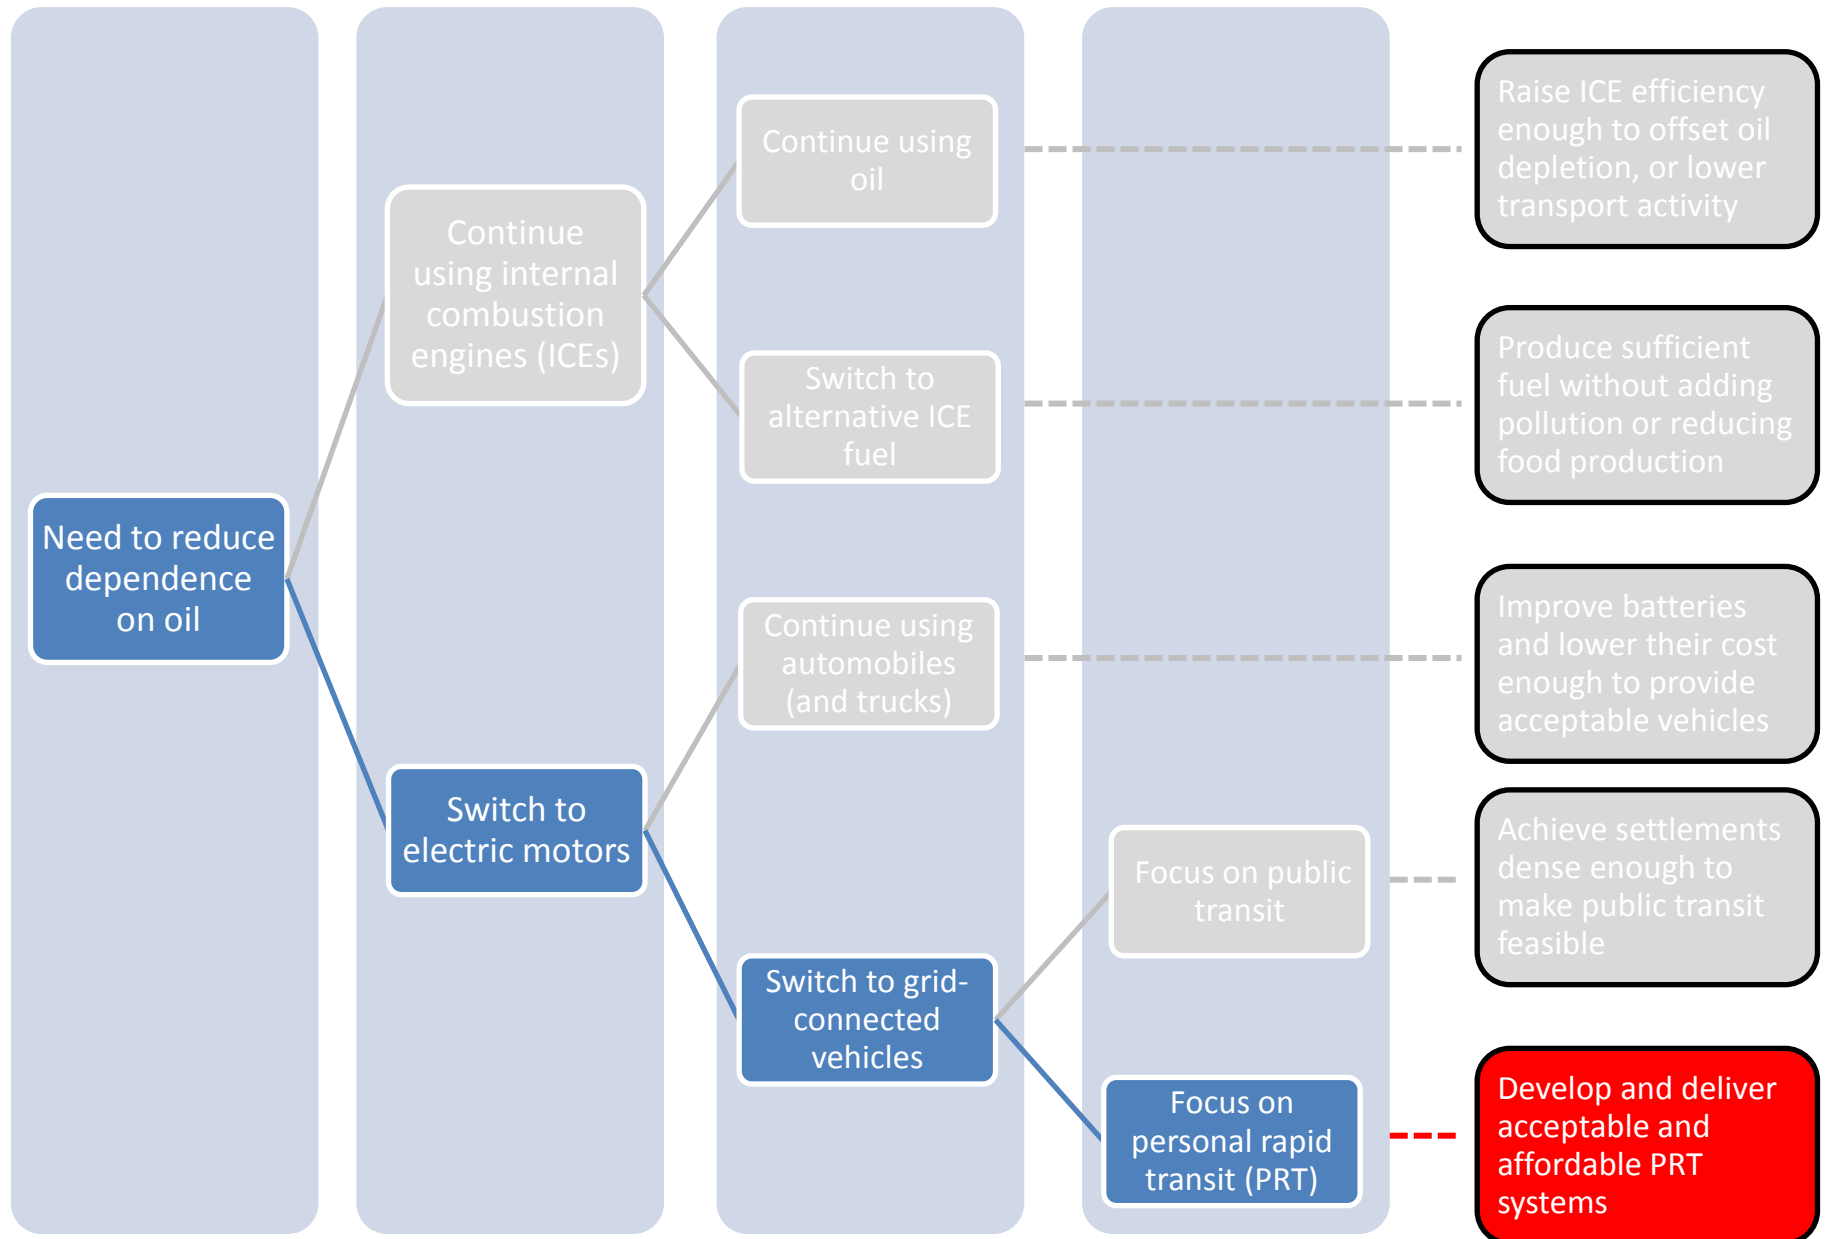 Need to reduce
dependence
on oil
Continue
using internal
combustion
engines (ICEs)
Switch to
electric motors
Continue using
oil
Switch to
alternative ICE
fuel
Continue using
automobiles
(and trucks)
Switch to grid-
connected
vehicles
Focus on public
transit
Focus on
personal rapid
transit (PRT)
Raise ICE efficiency
enough to offset oil
depletion, or lower
transport activity
Produce sufficient
fuel without adding
pollution or reducing
food production
Improve batteries
and lower their cost
enough to provide
acceptable vehicles
Achieve settlements
dense enough to
make public transit
feasible
Develop and deliver
acceptable and
affordable PRT
systems